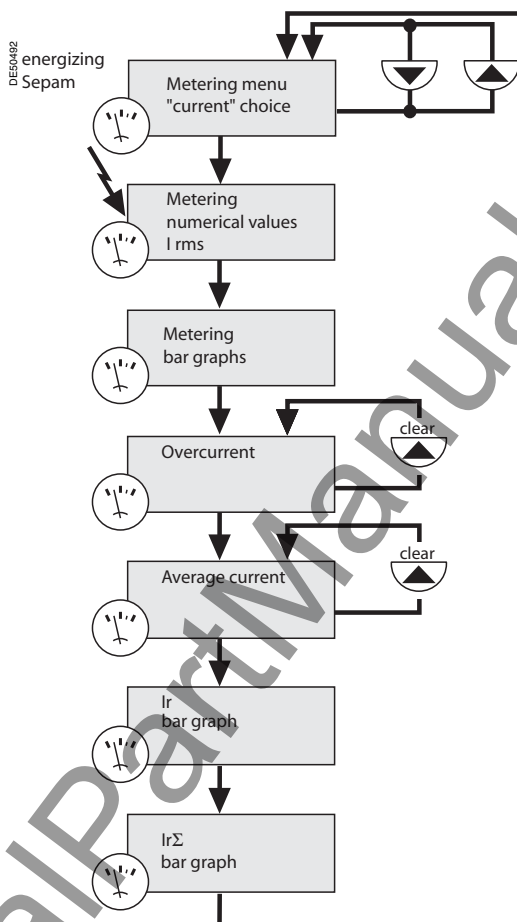 DE50492
energizing
Sepam
Metering menu
"current" choice
Metering
numerical values
I rms
Metering
bar graphs
Overcurrent
clear
Average current
clear
Ir
bar graph
IrΣ
bar graph
alPartManual